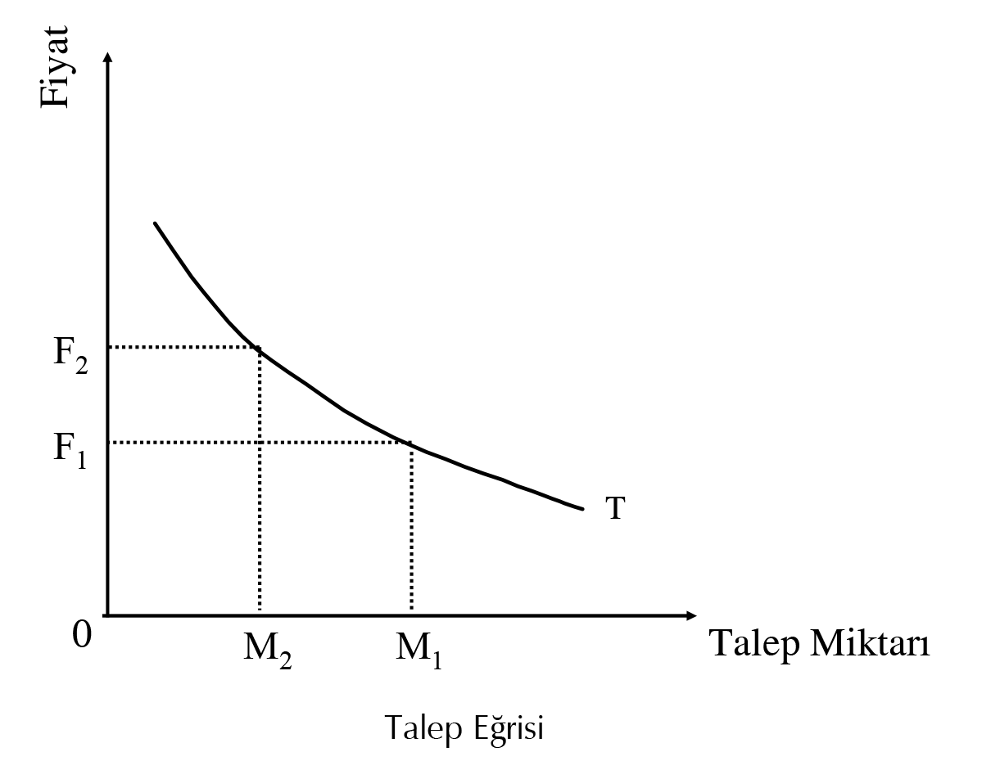 Fiyat
F₂
F₁
T
0
M₂
M₁
Talep Miktarı
Talep Eğrisi